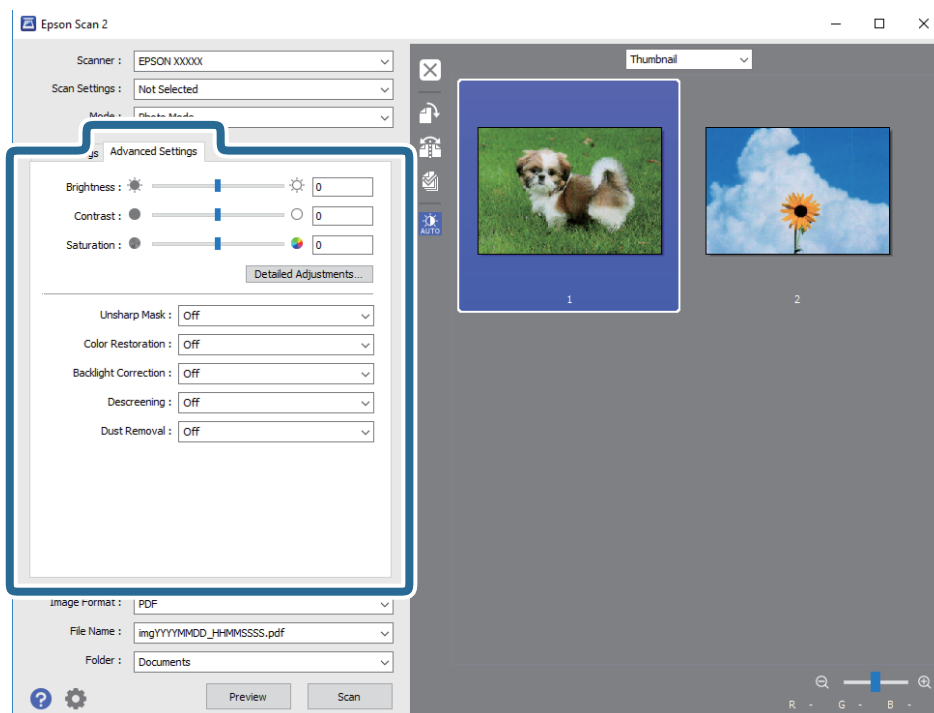 Epson Scan 2
Scanner :
EPSON XXXXX
Scan Settings :
Not Selected
Thumbnail
Advanced Settings
Brightness :
0
Contrast :
0
Saturation :
0
Detailed Adjustments...
Unsharp Mask :
Off
Color Restoration :
Off
Backlight Correction :
Off
Descreening :
Off
Dust Removal :
Off
Image Format :
PDF
File Name :
imgYYYYMMDD_HHMMSSSS.pdf
Folder :
Documents
Preview
Scan
AUTO
1
2
R - G - B -